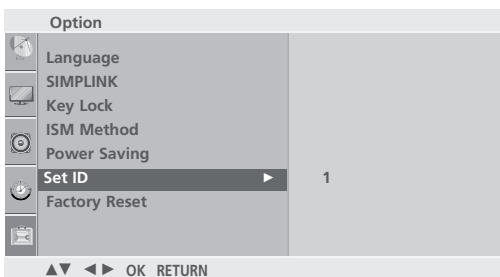 Option
Language
SIMPLINK
Key Lock
ISM Method
Power Saving
Set ID ► 1
Factory Reset
▲▼ ◄► OK RETURN